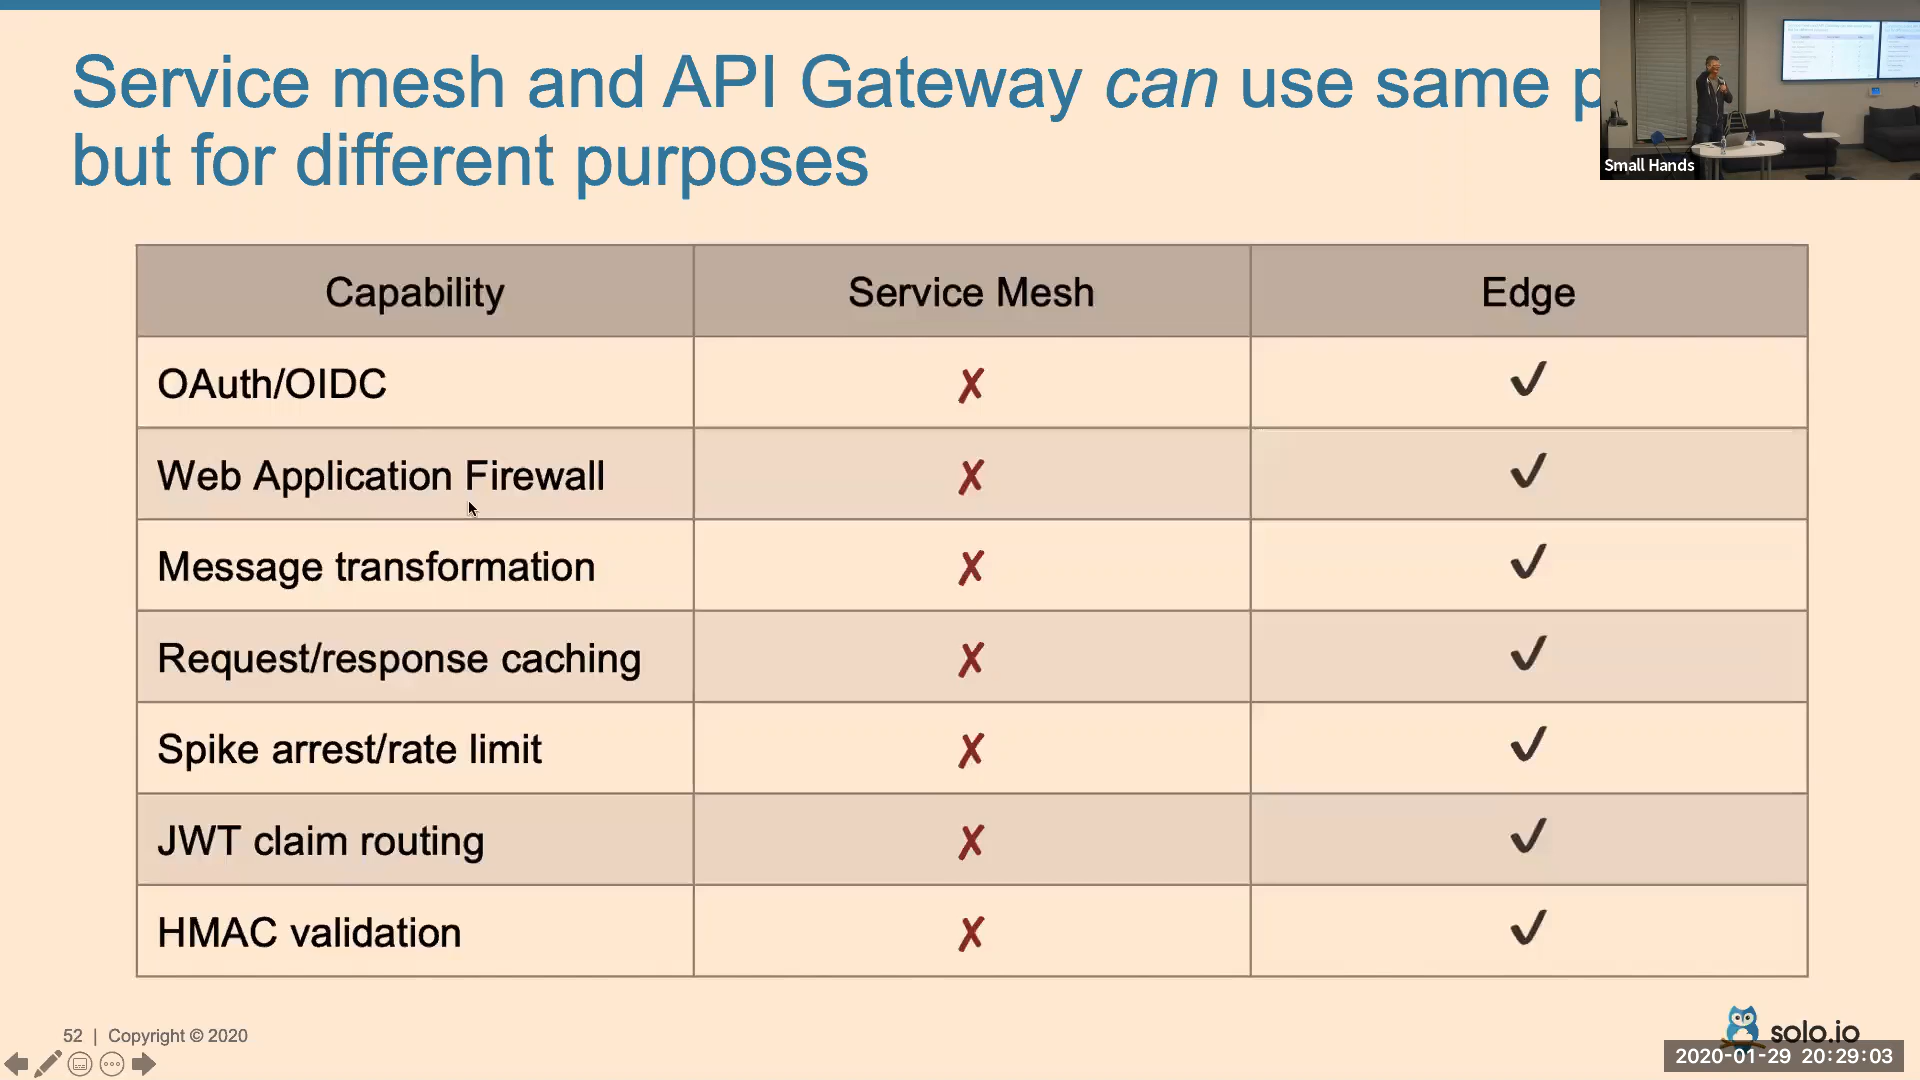 Service mesh and API Gateway can use same p
but for different purposes
Small Hands
Capability Service Mesh Edge
OAuth/OIDC ✗ ✓
Web Application Firewall ✗ ✓
Message transformation ✗ ✓
Request/response caching ✗ ✓
Spike arrest/rate limit ✗ ✓
JWT claim routing ✗ ✓
HMAC validation ✗ ✓
52 | Copyright © 2020
solo.io
2020-01-29 20:29:03